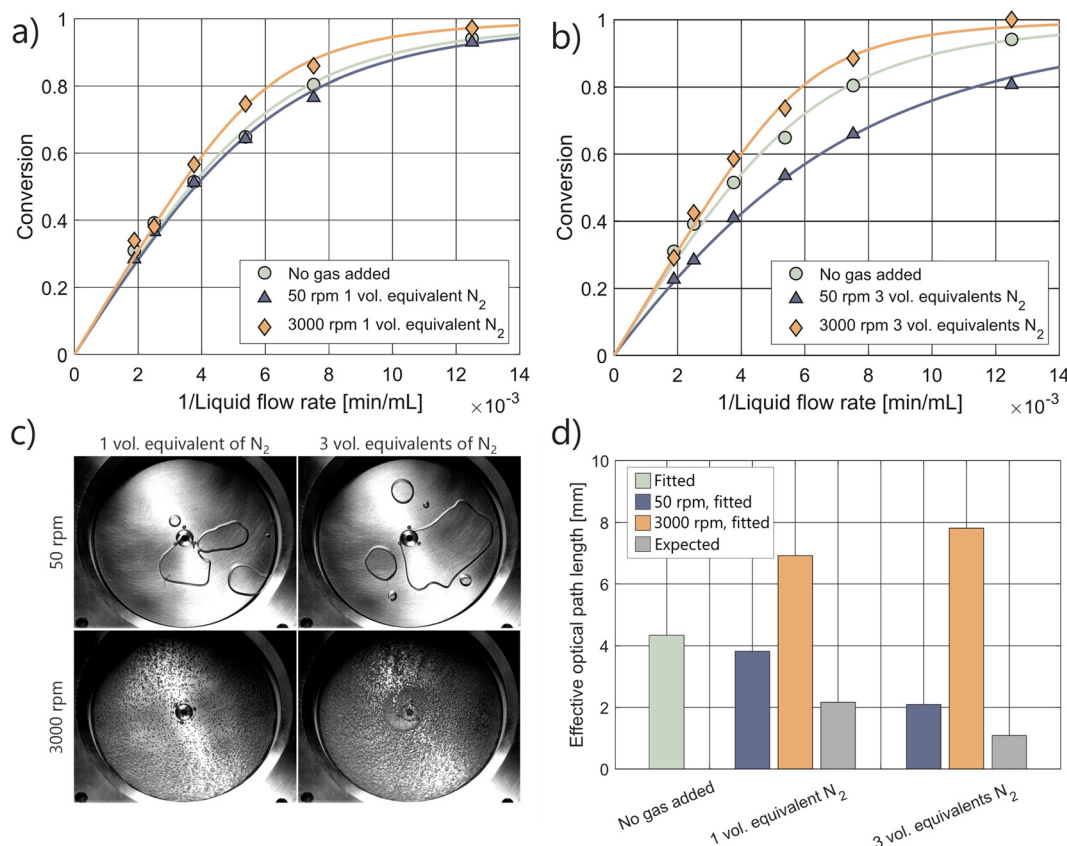 a)
1
0.8
0.6
0.4
0.2
0
Conversion
No gas added
50 rpm 1 vol. equivalent N₂
3000 rpm 1 vol. equivalent N₂
0 2 4 6 8 10 12 14
1/Liquid flow rate [min/mL] ×10⁻³
b)
1
0.8
0.6
0.4
0.2
0
Conversion
No gas added
50 rpm 3 vol. equivalents N₂
3000 rpm 3 vol. equivalents N₂
0 2 4 6 8 10 12 14
1/Liquid flow rate [min/mL] ×10⁻³
c)
1 vol. equivalent of N₂
3 vol. equivalents of N₂
50 rpm
3000 rpm
d)
10
8
6
4
2
0
Effective optical path length [mm]
Fitted
50 rpm, fitted
3000 rpm, fitted
Expected
No gas added
1 vol. equivalent N₂
3 vol. equivalents N₂